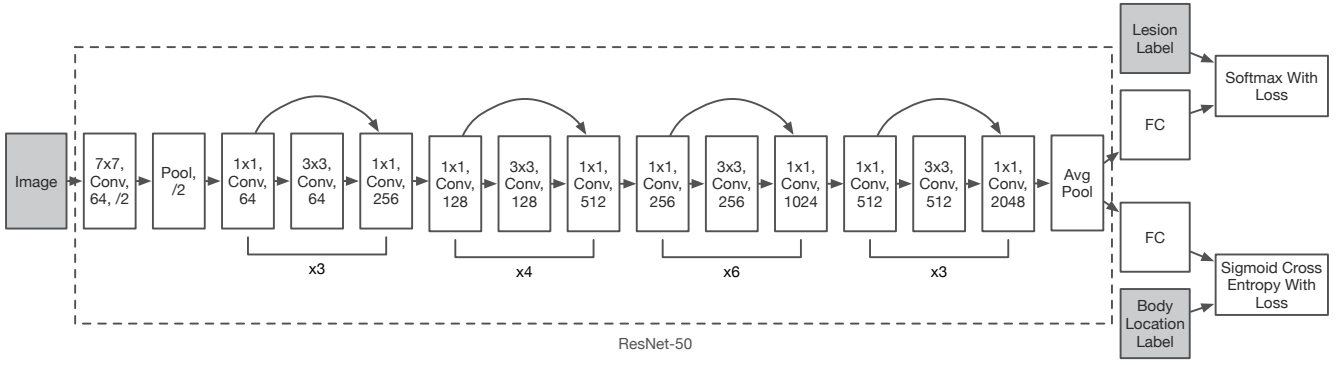 Image
7x7,
Conv,
64, /2
Pool,
/2
1x1,
Conv,
64
3x3,
Conv,
64
1x1,
Conv,
256
x3
1x1,
Conv,
128
3x3,
Conv,
128
1x1,
Conv,
512
x4
1x1,
Conv,
256
3x3,
Conv,
256
1x1,
Conv,
1024
x6
1x1,
Conv,
512
3x3,
Conv,
512
1x1,
Conv,
2048
x3
Avg
Pool
ResNet-50
Lesion
Label
FC
Softmax With
Loss
FC
Body
Location
Label
Sigmoid Cross
Entropy With
Loss